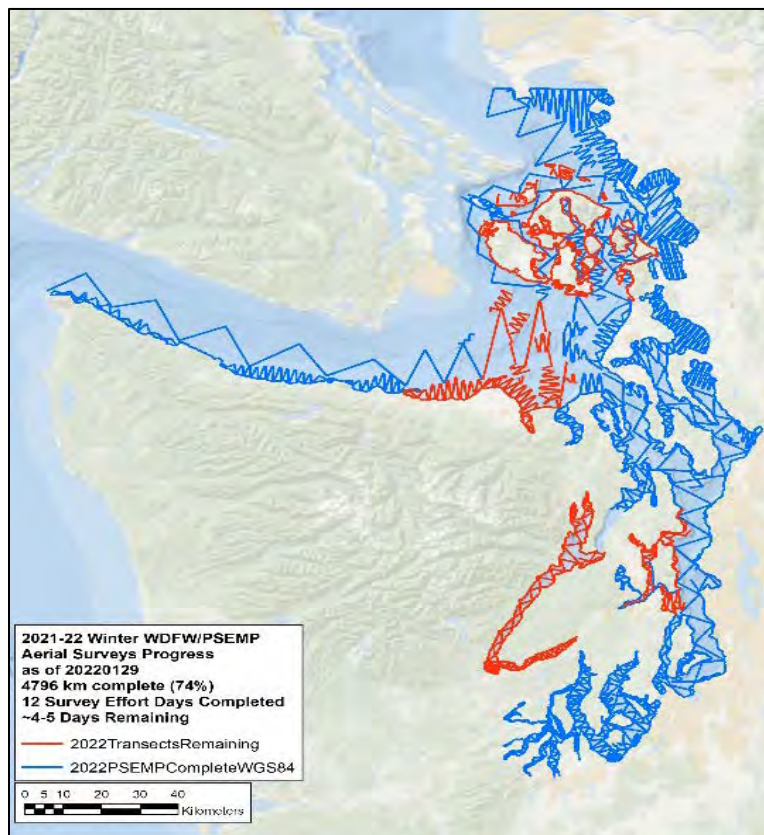 2021-22 Winter WDFW/PSEMP
Aerial Surveys Progress
as of 20220129
4796 km complete (74%)
12 Survey Effort Days Completed
~4-5 Days Remaining
2022TransectsRemaining
2022PSEMPCompleteWGS84
0 5 10 20 30 40
Kilometers